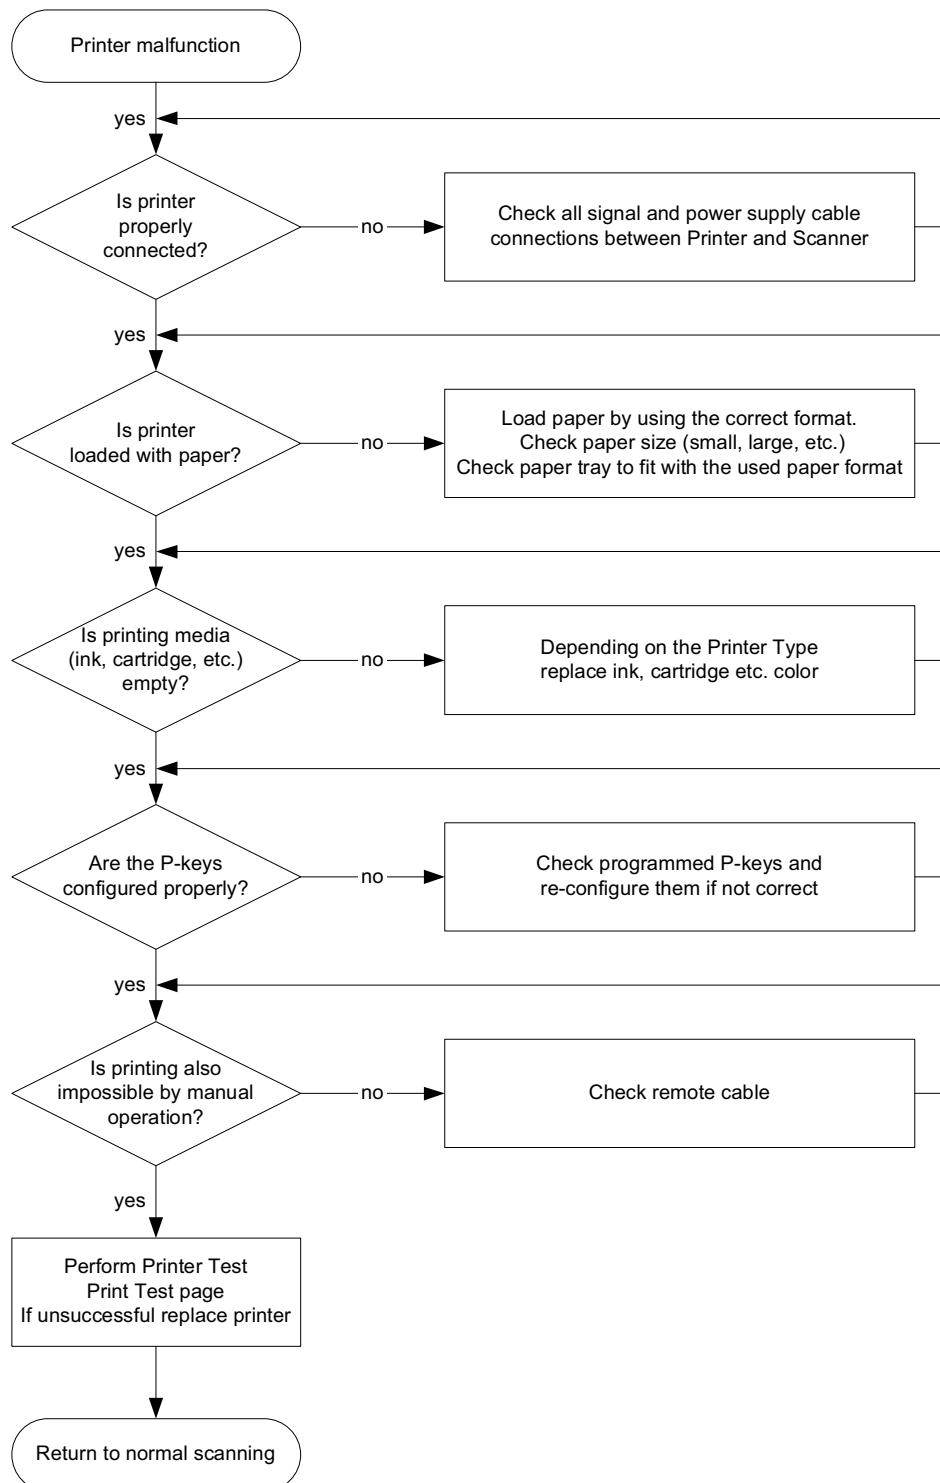 Printer malfunction
yes
Is printer
properly
connected?
no
Check all signal and power supply cable
connections between Printer and Scanner
yes
Is printer
loaded with paper?
no
Load paper by using the correct format.
Check paper size (small, large, etc.)
Check paper tray to fit with the used paper format
yes
Is printing media
(ink, cartridge, etc.)
empty?
no
Depending on the Printer Type
replace ink, cartridge etc. color
yes
Are the P-keys
configured properly?
no
Check programmed P-keys and
re-configure them if not correct
yes
Is printing also
impossible by manual
operation?
no
Check remote cable
yes
Perform Printer Test
Print Test page
If unsuccessful replace printer
Return to normal scanning